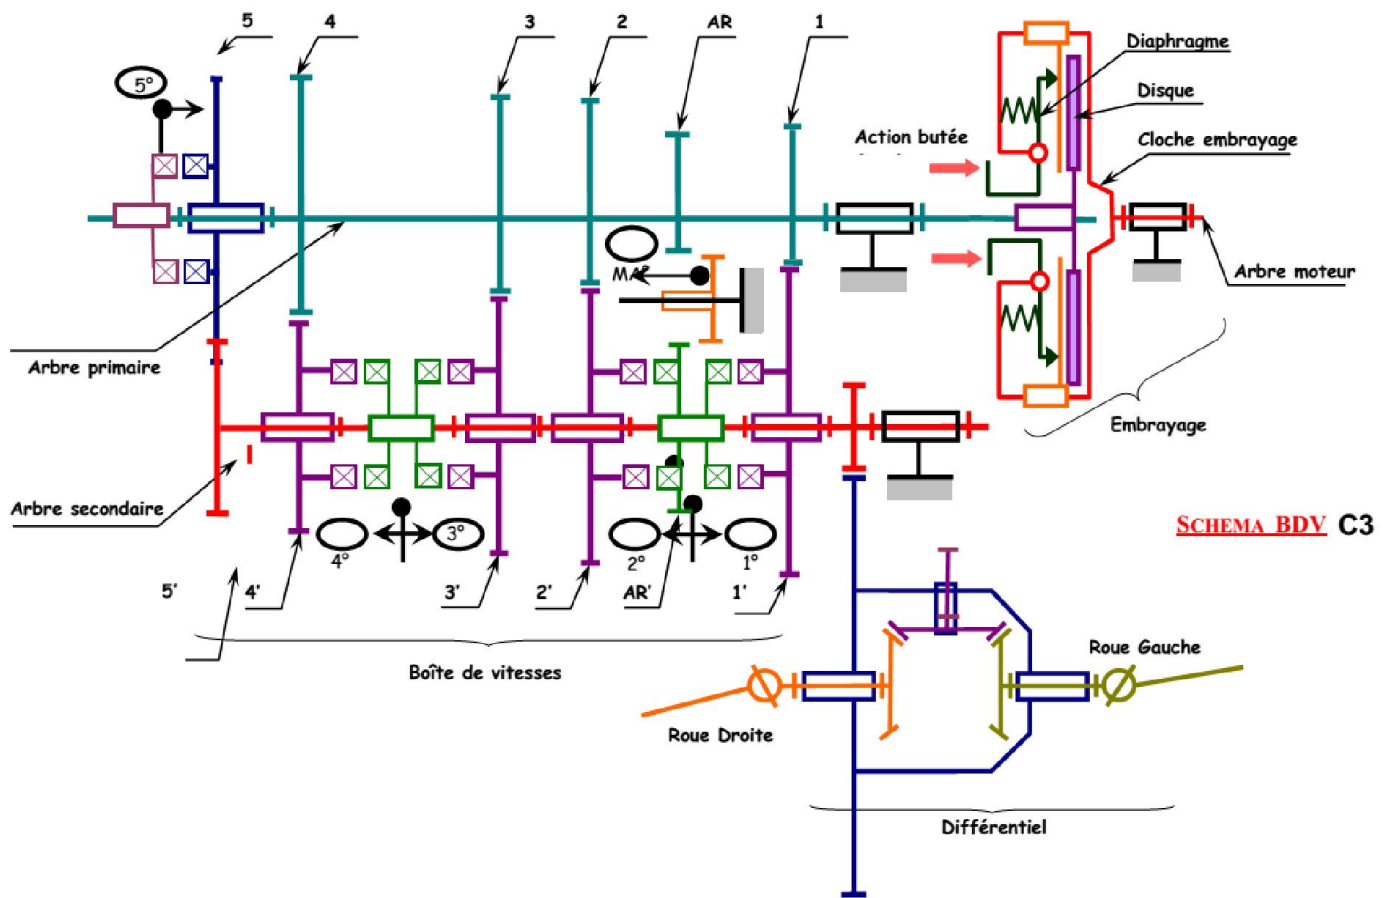 5
4
3
2
AR
1
Diaphragme
5°
Disque
Action butée
Cloche embrayage
MAR
Arbre moteur
Arbre primaire
Embrayage
Arbre secondaire
SCHEMA BDV C3
4°
3°
2°
1°
5'
4'
3'
2'
AR'
1'
Boîte de vitesses
Roue Gauche
Roue Droite
Différentiel